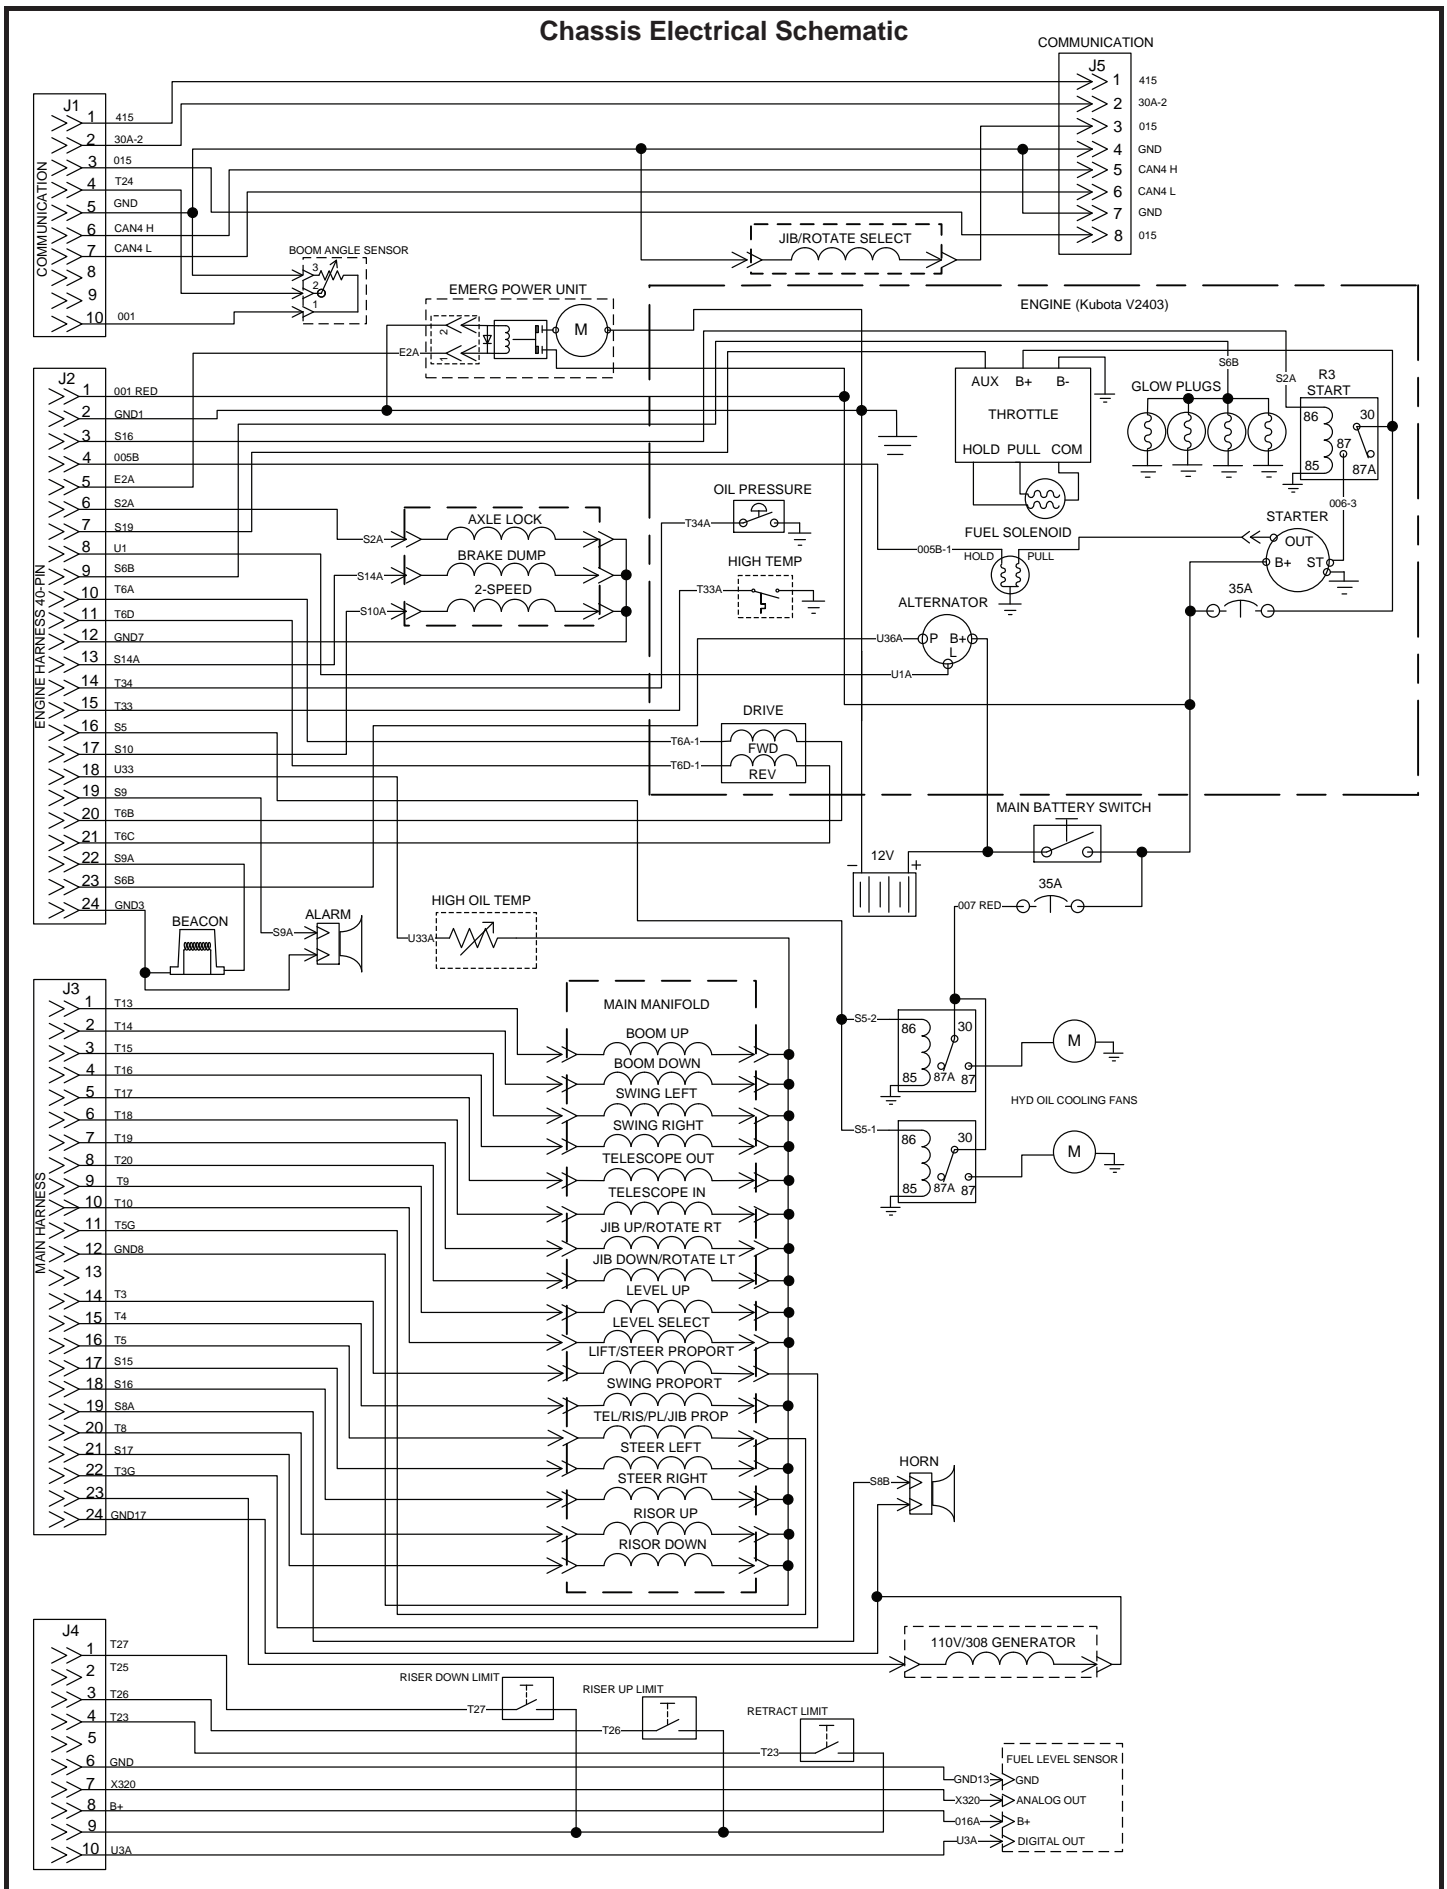 Chassis Electrical Schematic
COMMUNICATION
J5
1 415
2 30A-2
3 015
4 GND
5 CAN4 H
6 CAN4 L
7 GND
8 015
COMMUNICATION
J1
1 415
2 30A-2
3 015
4 T24
5 GND
6 CAN4 H
7 CAN4 L
8
9
10 001
BOOM ANGLE SENSOR
3
2
1
JIB/ROTATE SELECT
EMERG POWER UNIT
2
1
M
E2A
ENGINE (Kubota V2403)
AUX B+ B-
THROTTLE
HOLD PULL COM
S6B
GLOW PLUGS
S2A
R3
START
86
30
87
85
87A
006-3
STARTER
OUT
B+
ST
35A
OIL PRESSURE
T34A
FUEL SOLENOID
005B-1
HOLD
PULL
HIGH TEMP
T33A
ALTERNATOR
U36A
P B+
L
U1A
DRIVE
T6A-1
FWD
T6D-1
REV
ENGINE HARNESS 40-PIN
J2
1 001 RED
2 GND1
3 S16
4 005B
5 E2A
6 S2A
7 S19
8 U1
9 S6B
10 T6A
11 T6D
12 GND7
13 S14A
14 T34
15 T33
16 S5
17 S10
18 U33
19 S9
20 T6B
21 T6C
22 S9A
23 S6B
24 GND3
AXLE LOCK
S2A
BRAKE DUMP
S14A
2-SPEED
S10A
MAIN BATTERY SWITCH
12V
-
+
35A
007 RED
BEACON
ALARM
S9A
HIGH OIL TEMP
U33A
S5-2
86
30
85
87A
87
M
HYD OIL COOLING FANS
S5-1
86
30
85
87A
87
M
MAIN HARNESS
J3
1 T13
2 T14
3 T15
4 T16
5 T17
6 T18
7 T19
8 T20
9 T9
10 T10
11 T5G
12 GND8
13
14 T3
15 T4
16 T5
17 S15
18 S16
19 S8A
20 T8
21 S17
22 T3G
23
24 GND17
MAIN MANIFOLD
BOOM UP
BOOM DOWN
SWING LEFT
SWING RIGHT
TELESCOPE OUT
TELESCOPE IN
JIB UP/ROTATE RT
JIB DOWN/ROTATE LT
LEVEL UP
LEVEL SELECT
LIFT/STEER PROPORT
SWING PROPORT
TEL/RIS/PL/JIB PROP
STEER LEFT
STEER RIGHT
RISOR UP
RISOR DOWN
HORN
S8B
110V/308 GENERATOR
J4
1 T27
2 T25
3 T26
4 T23
5
6 GND
7 X320
8 B+
9
10 U3A
RISER DOWN LIMIT
T27
RISER UP LIMIT
T26
RETRACT LIMIT
T23
FUEL LEVEL SENSOR
GND13 GND
X320 ANALOG OUT
016A B+
U3A DIGITAL OUT